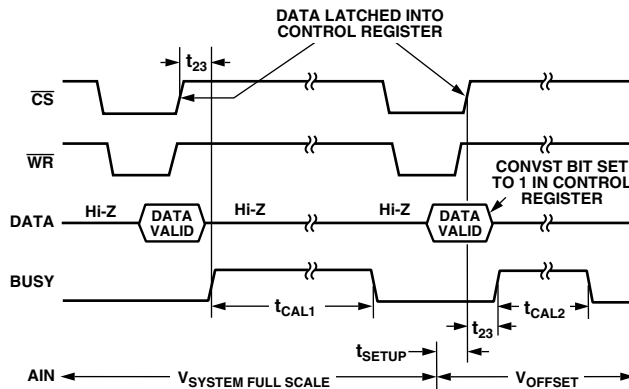 DATA LATCHED INTO
CONTROL REGISTER
t23
CS
WR
CONVST BIT SET
TO 1 IN CONTROL
REGISTER
DATA
Hi-Z
DATA
VALID
Hi-Z
Hi-Z
DATA
VALID
BUSY
tCAL1
t23
tCAL2
tSETUP
AIN
VSYSTEM FULL SCALE
VOFFSET